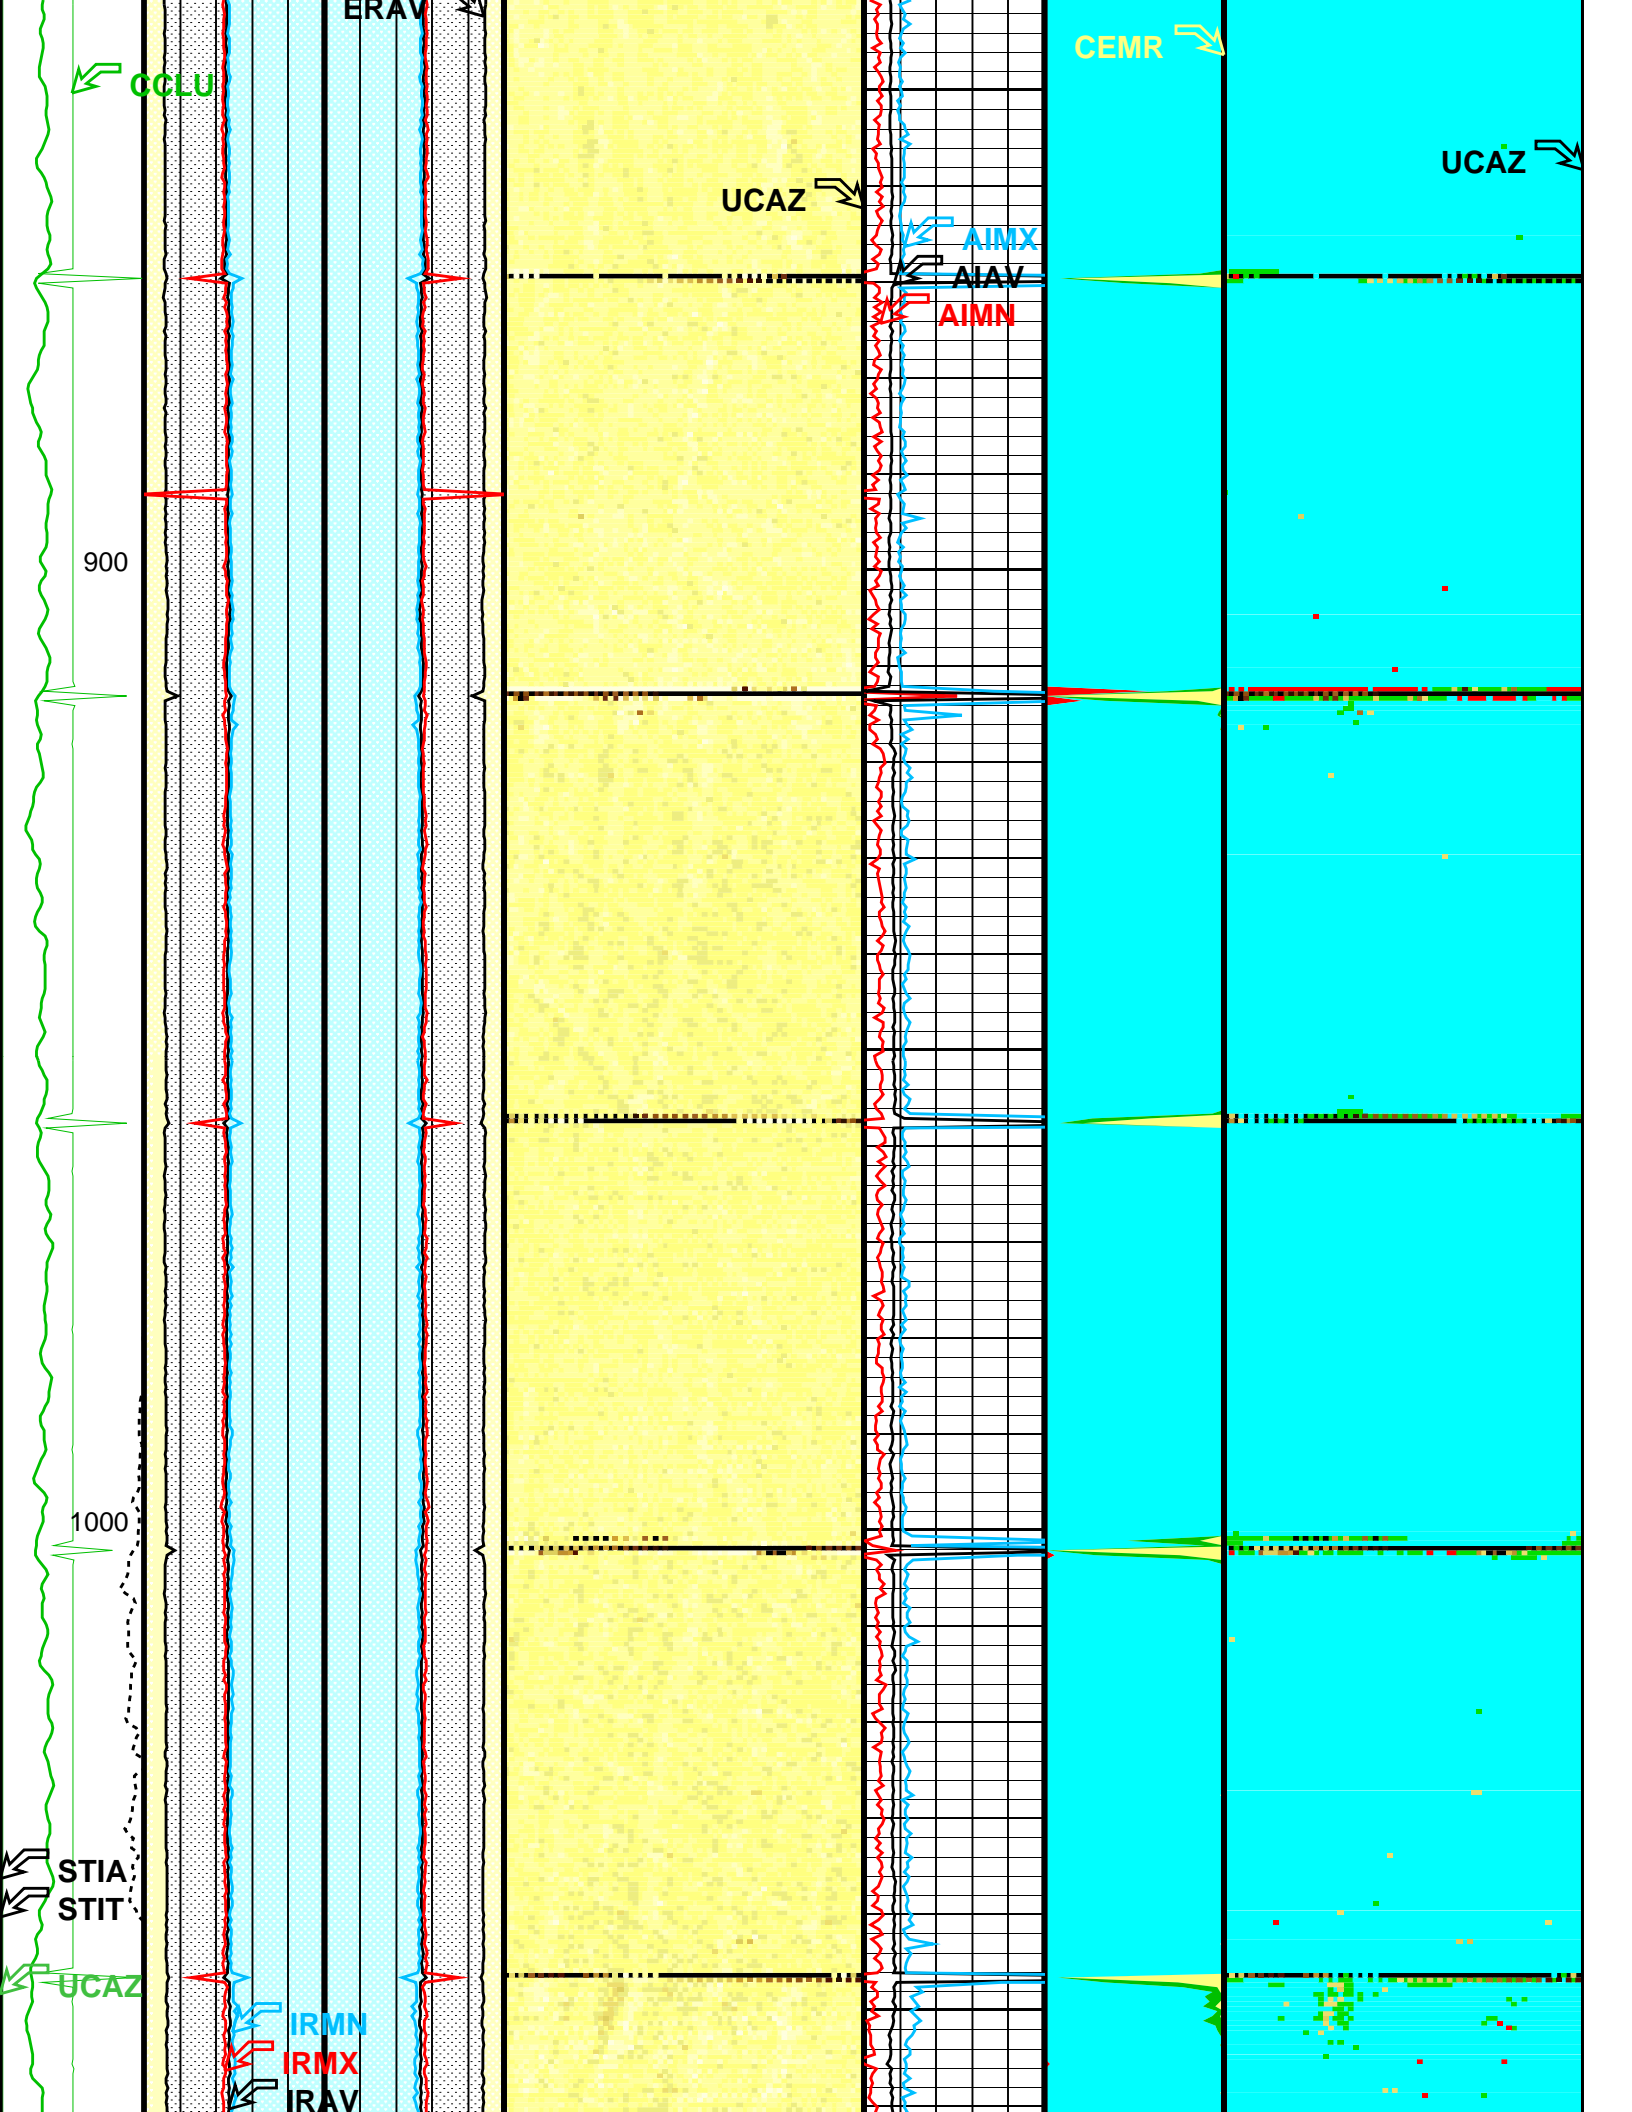 ERAV
CEMR
CCLU
UCAZ
UCAZ
AIMX
AIAV
AIMN
900
1000
STIA
STIT
UCAZ
IRMN
IRMX
IRAV